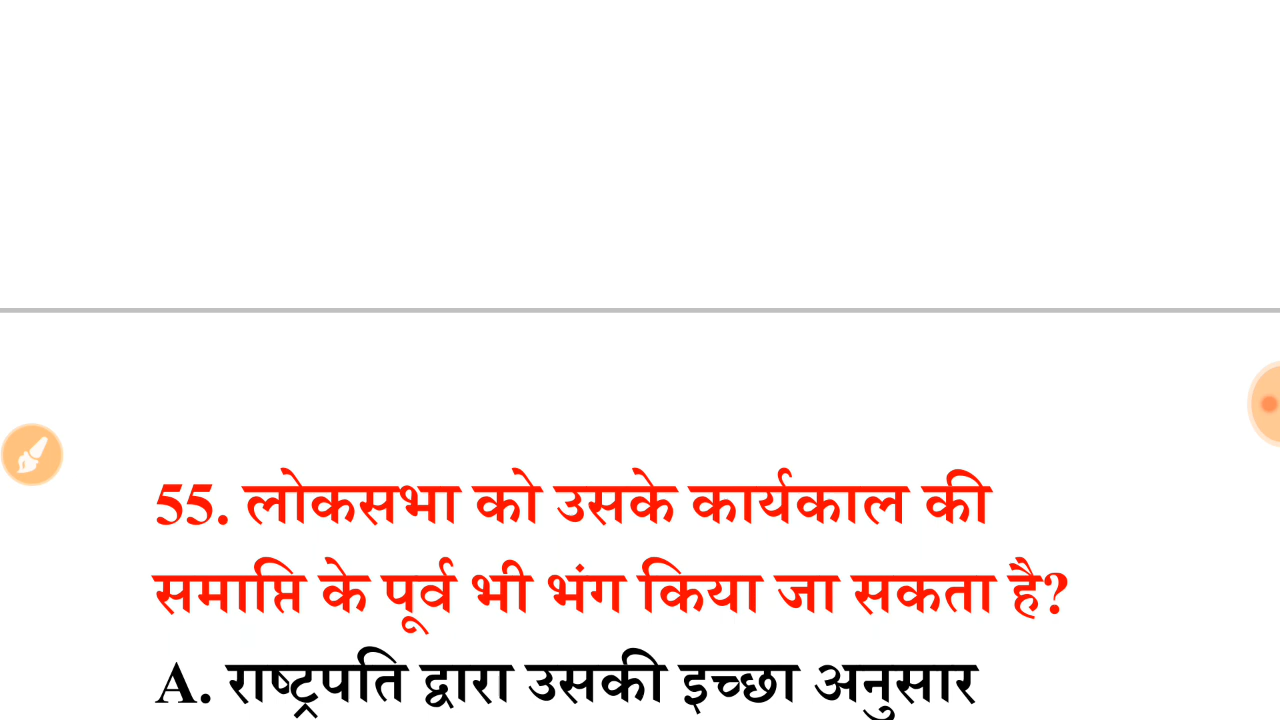 55. लोकसभा को उसके कार्यकाल की
समाप्ति के पूर्व भी भंग किया जा सकता है?
A. राष्ट्रपति द्वारा उसकी इच्छा अनुसार